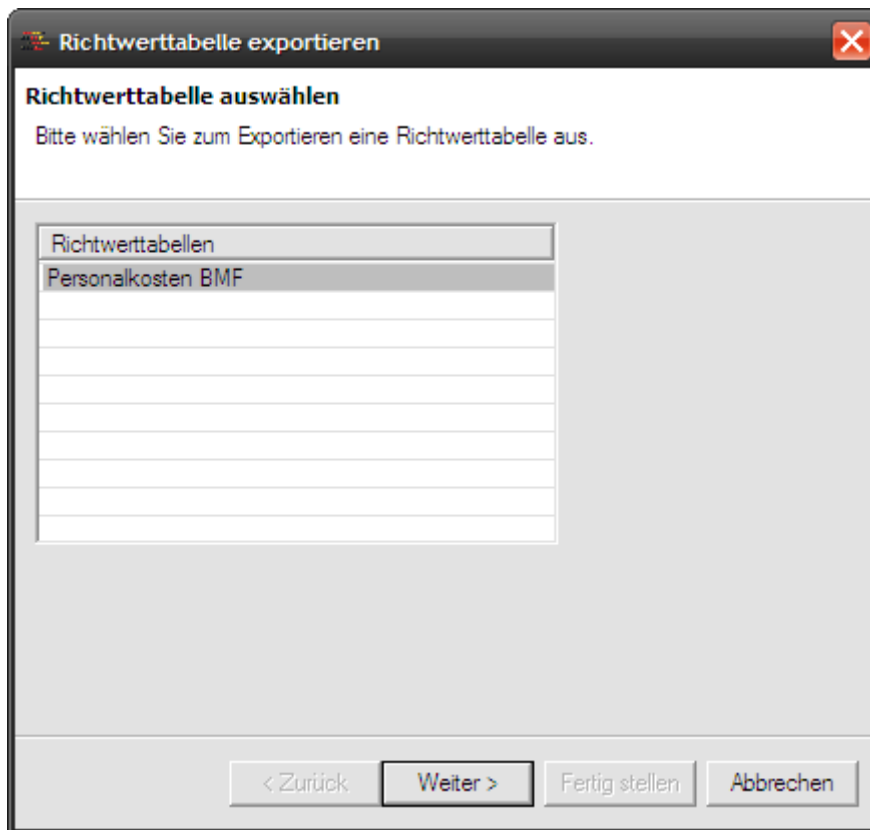 Richtwerttabelle exportieren
Richtwerttabelle auswählen
Bitte wählen Sie zum Exportieren eine Richtwerttabelle aus.
Richtwerttabellen
Personalkosten BMF
< Zurück
Weiter >
Fertig stellen
Abbrechen